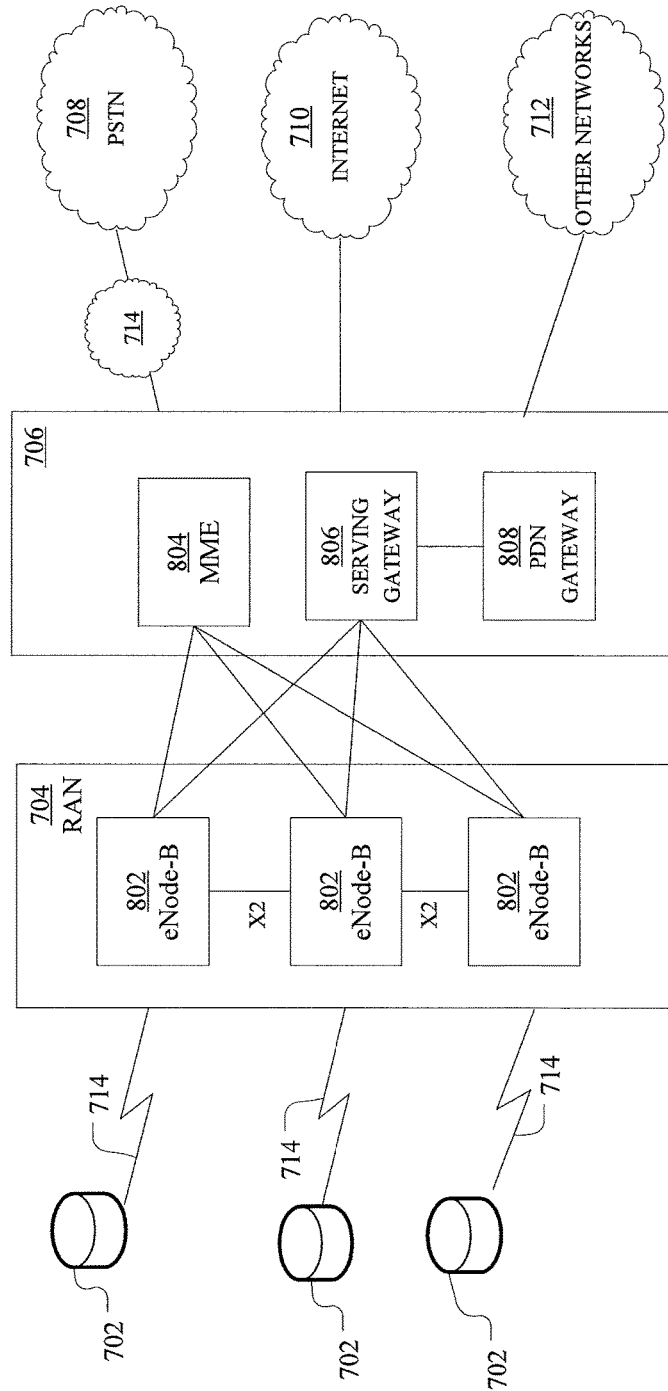 702
702
702
714
714
714
704
RAN
802
eNode-B
X2
802
eNode-B
X2
802
eNode-B
706
804
MME
806
SERVING
GATEWAY
808
PDN
GATEWAY
714
708
PSTN
710
INTERNET
712
OTHER NETWORKS